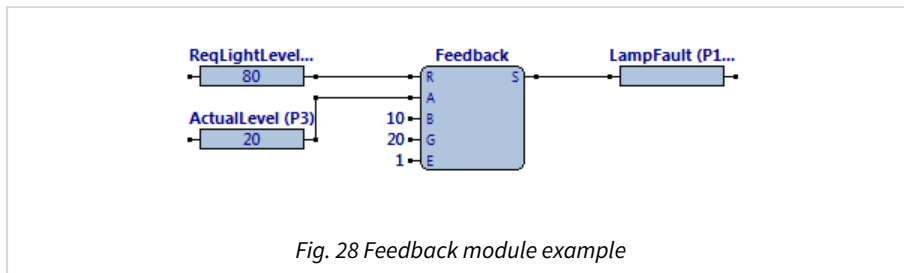 ReqLightLevel... Feedback LampFault (P1...
80 R S
A
ActualLevel (P3) 10 B
20 20 G
1 E
Fig. 28 Feedback module example